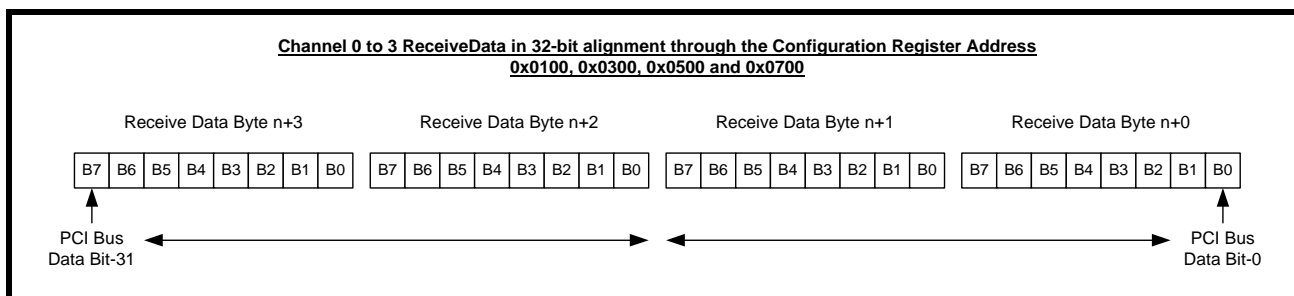 Channel 0 to 3 ReceiveData in 32-bit alignment through the Configuration Register Address
0x0100, 0x0300, 0x0500 and 0x0700
Receive Data Byte n+3 Receive Data Byte n+2 Receive Data Byte n+1 Receive Data Byte n+0
B7 B6 B5 B4 B3 B2 B1 B0 B7 B6 B5 B4 B3 B2 B1 B0 B7 B6 B5 B4 B3 B2 B1 B0 B7 B6 B5 B4 B3 B2 B1 B0
PCI Bus PCI Bus
Data Bit-31 Data Bit-0